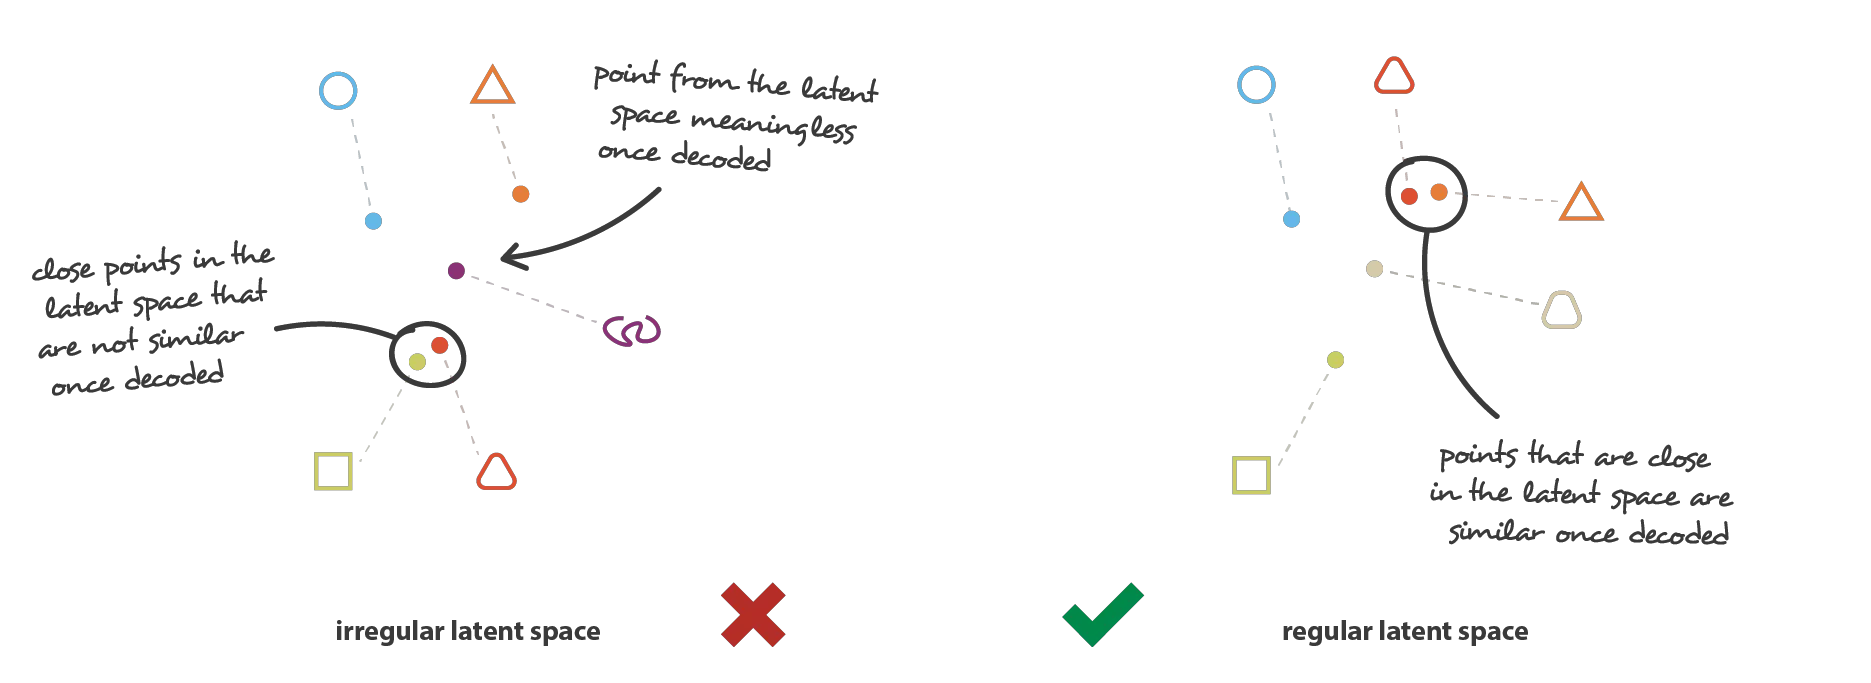 point from the latent
space meaningless
once decoded
close points in the
latent space that
are not similar
once decoded
irregular latent space
points that are close
in the latent space are
similar once decoded
regular latent space